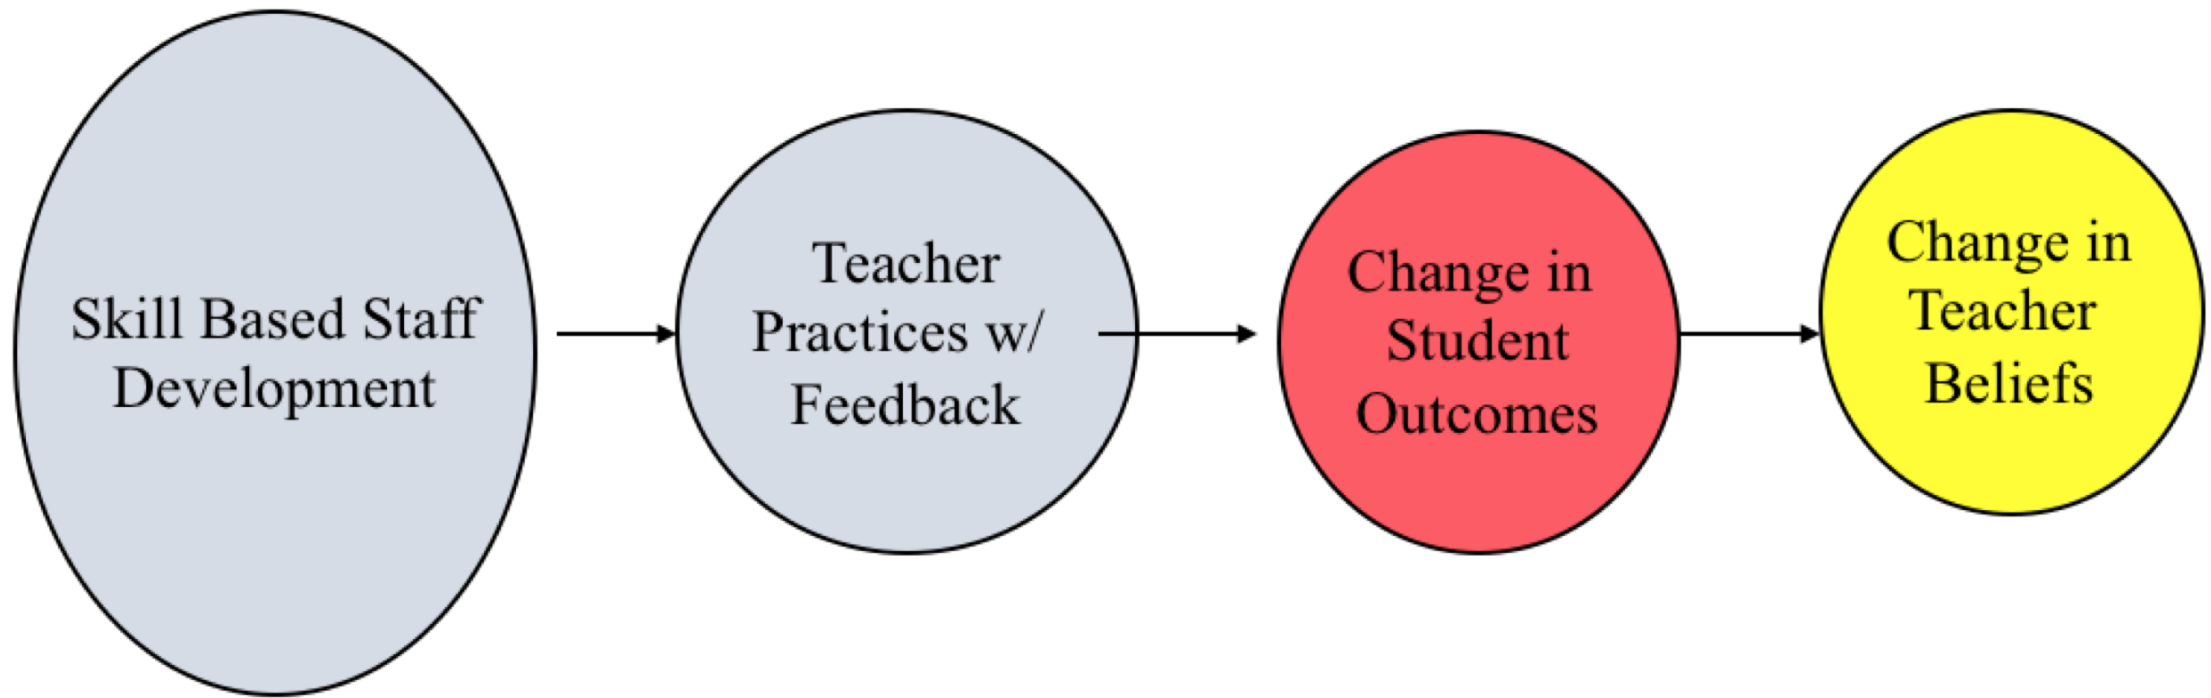 Skill Based Staff
Development
Teacher
Practices w/
Feedback
Change in
Student
Outcomes
Change in
Teacher
Beliefs